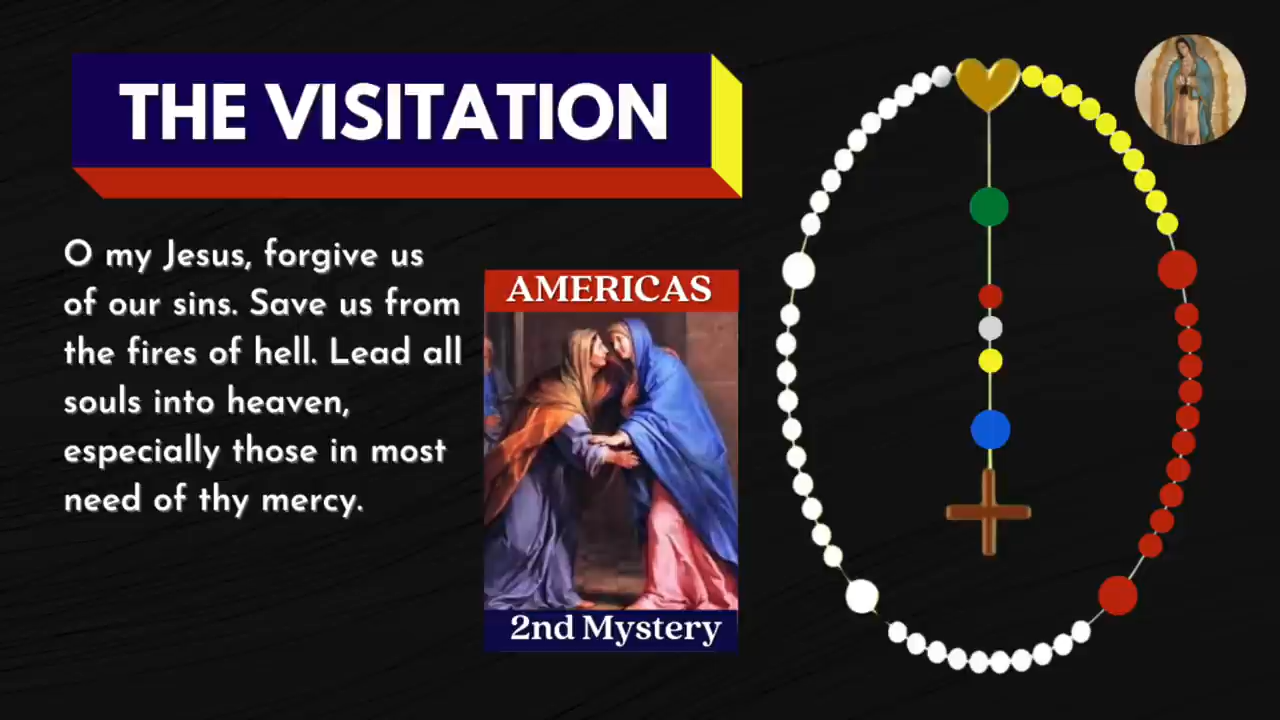 THE VISITATION
O my Jesus, forgive us
of our sins. Save us from
the fires of hell. Lead all
souls into heaven,
especially those in most
need of thy mercy.
AMERICAS
2nd Mystery